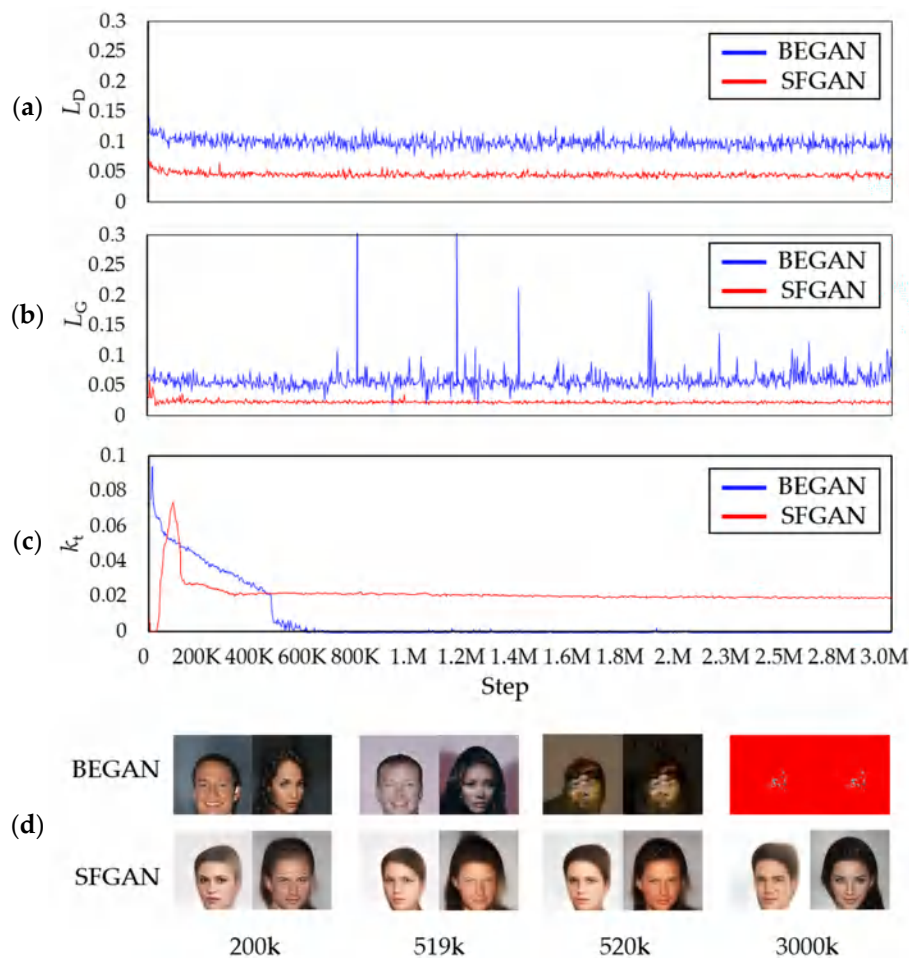 (a)
L_D
0.3
0.25
0.2
0.15
0.1
0.05
0
BEGAN
SFGAN
(b)
L_G
0.3
0.25
0.2
0.15
0.1
0.05
0
BEGAN
SFGAN
(c)
k_t
0.1
0.08
0.06
0.04
0.02
0
BEGAN
SFGAN
0 200K 400K 600K 800K 1.M 1.2M 1.4M 1.6M 1.8M 2.M 2.3M 2.5M 2.8M 3.0M
Step
(d)
BEGAN
SFGAN
200k 519k 520k 3000k